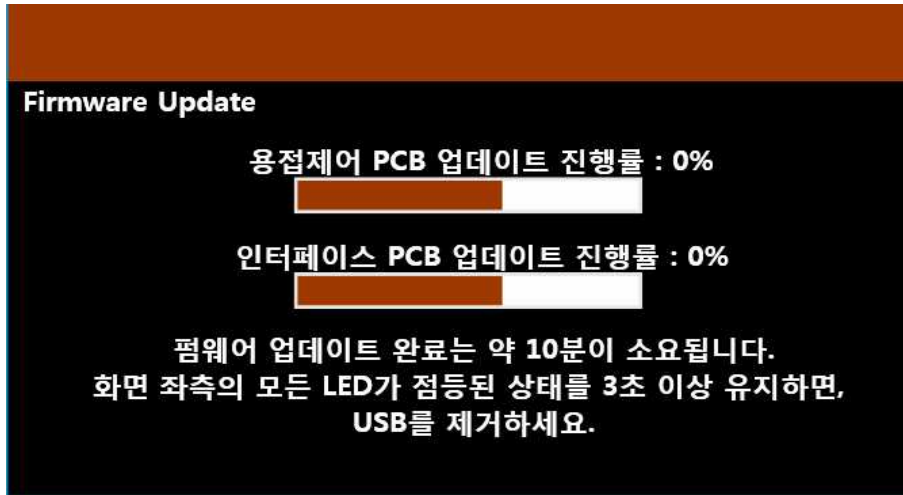 Firmware Update
용접제어 PCB 업데이트 진행률 : 0%
인터페이스 PCB 업데이트 진행률 : 0%
펌웨어 업데이트 완료는 약 10분이 소요됩니다.
화면 좌측의 모든 LED가 점등된 상태를 3초 이상 유지하면,
USB를 제거하세요.